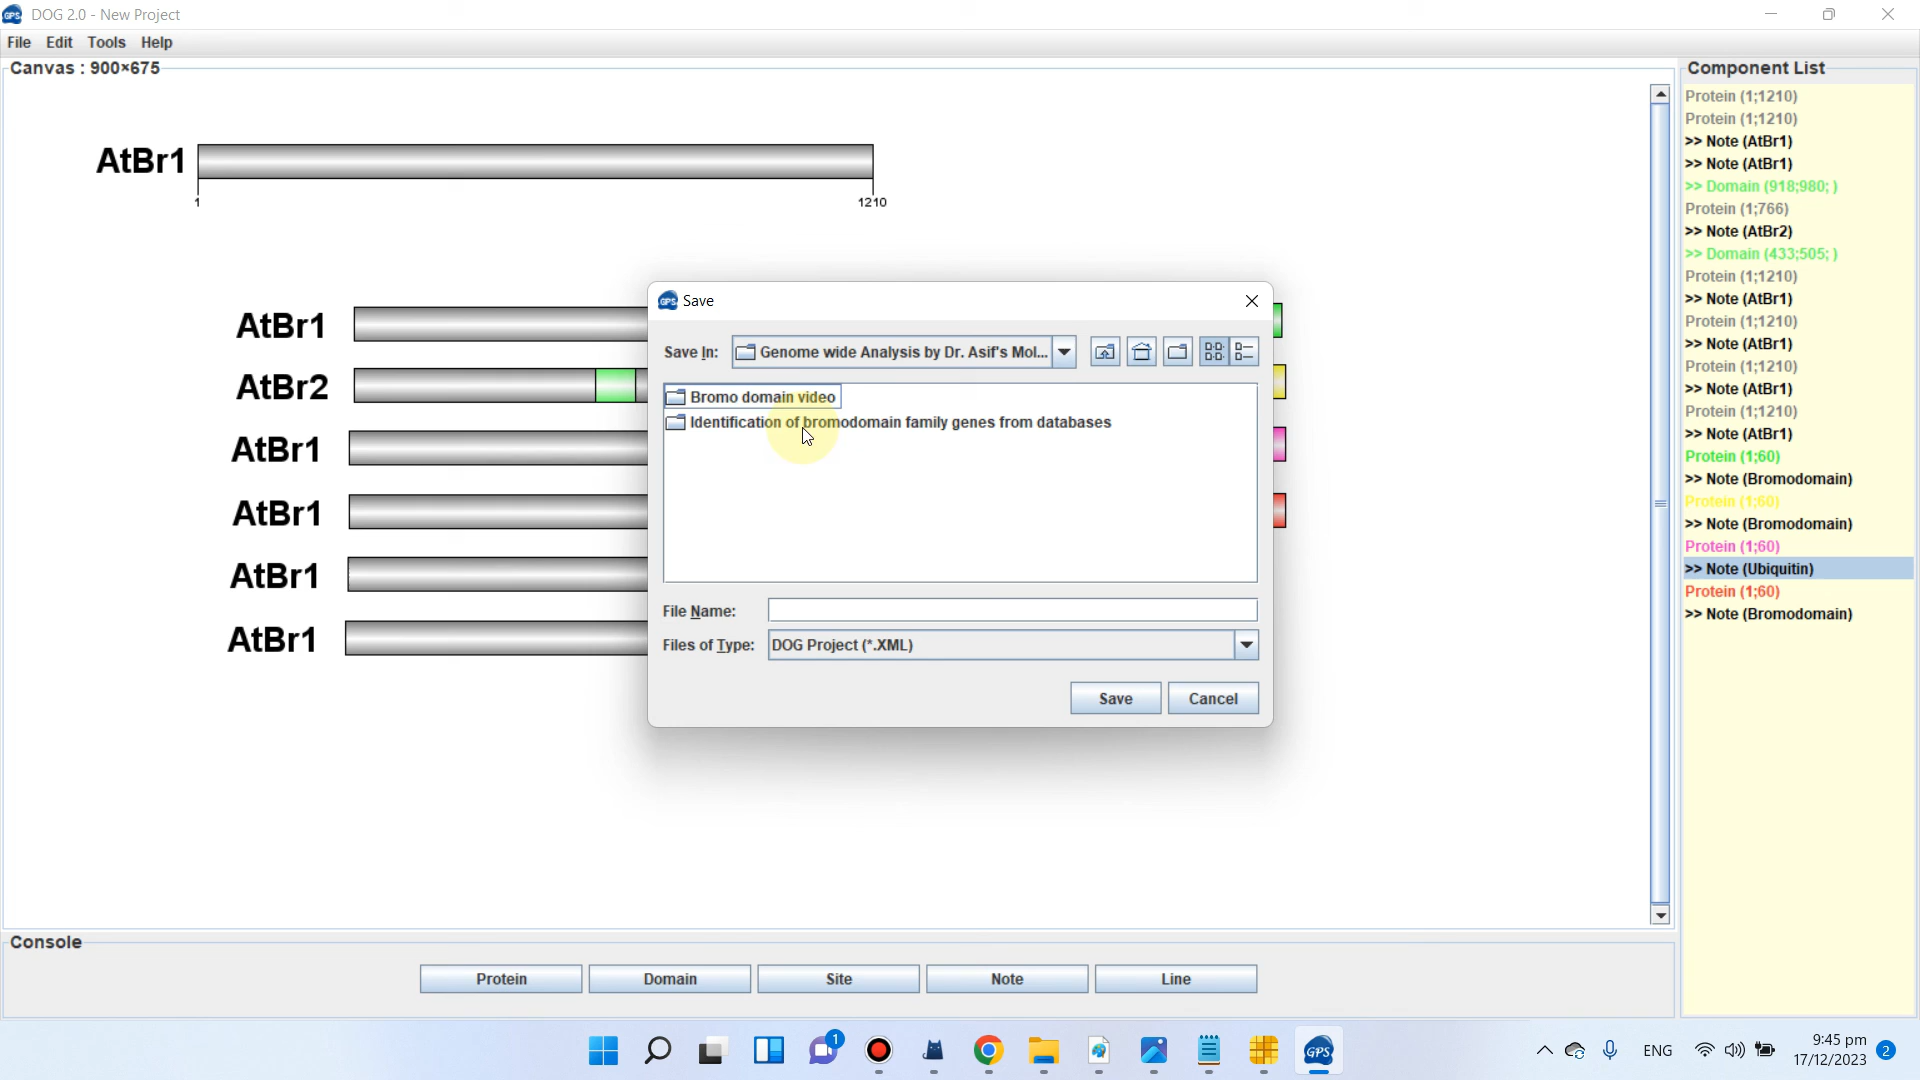 DOG 2.0 - New Project
File Edit Tools Help
Canvas : 900×675
AtBr1
1
1210
AtBr1
AtBr2
AtBr1
AtBr1
AtBr1
AtBr1
GPS Save
Save In: Genome wide Analysis by Dr. Asif's Mol...
Bromo domain video
Identification of bromodomain family genes from databases
File Name:
Files of Type: DOG Project (*.XML)
Save Cancel
Component List
Protein (1;1210)
Protein (1;1210)
>> Note (AtBr1)
>> Note (AtBr1)
>> Domain (918;980; )
Protein (1;766)
>> Note (AtBr2)
>> Domain (433;505; )
Protein (1;1210)
>> Note (AtBr1)
Protein (1;1210)
>> Note (AtBr1)
Protein (1;1210)
>> Note (AtBr1)
Protein (1;1210)
>> Note (AtBr1)
Protein (1;60)
>> Note (Bromodomain)
Protein (1;60)
>> Note (Bromodomain)
Protein (1;60)
>> Note (Ubiquitin)
Protein (1;60)
>> Note (Bromodomain)
Console
Protein Domain Site Note Line
1
GPS
ENG
9:45 pm
17/12/2023
2